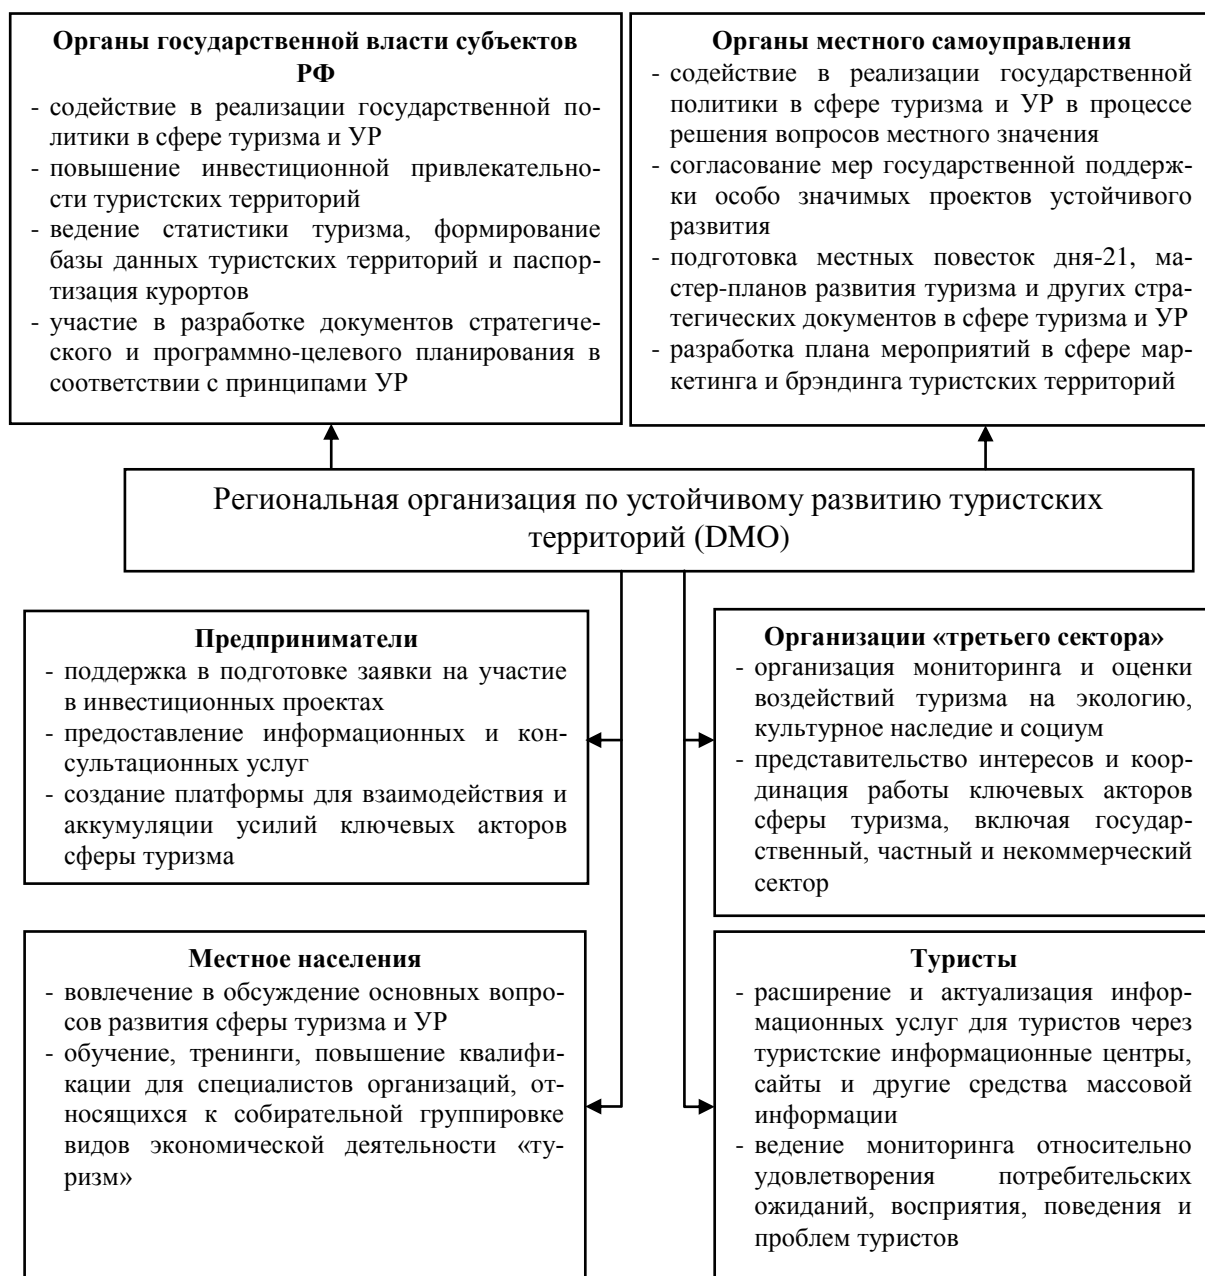 Органы государственной власти субъектов
РФ
- содействие в реализации государственной по-
литики в сфере туризма и УР
- повышение инвестиционной привлекательно-
сти туристских территорий
- ведение статистики туризма, формирование
базы данных туристских территорий и паспор-
тизация курортов
- участие в разработке документов стратегиче-
ского и программно-целевого планирования в
соответствии с принципами УР
Органы местного самоуправления
- содействие в реализации государственной
политики в сфере туризма и УР в процессе
решения вопросов местного значения
- согласование мер государственной поддерж-
ки особо значимых проектов устойчивого
развития
- подготовка местных повесток дня-21, ма-
стер-планов развития туризма и других стра-
тегических документов в сфере туризма и УР
- разработка плана мероприятий в сфере мар-
кетинга и брэндинга туристских территорий
Региональная организация по устойчивому развитию туристских
территорий (DMO)
Предприниматели
- поддержка в подготовке заявки на участие
в инвестиционных проектах
- предоставление информационных и кон-
сультационных услуг
- создание платформы для взаимодействия и
аккумуляции усилий ключевых акторов
сферы туризма
Организации «третьего сектора»
- организация мониторинга и оценки
воздействий туризма на экологию,
культурное наследие и социум
- представительство интересов и коор-
динация работы ключевых акторов
сферы туризма, включая государ-
ственный, частный и некоммерческий
сектор
Местное населения
- вовлечение в обсуждение основных вопро-
сов развития сферы туризма и УР
- обучение, тренинги, повышение квалифи-
кации для специалистов организаций, от-
носящихся к собирательной группировке
видов экономической деятельности «ту-
ризм»
Туристы
- расширение и актуализация инфор-
мационных услуг для туристов через
туристские информационные центры,
сайты и другие средства массовой
информации
- ведение мониторинга относительно
удовлетворения потребительских
ожиданий, восприятия, поведения и
проблем туристов